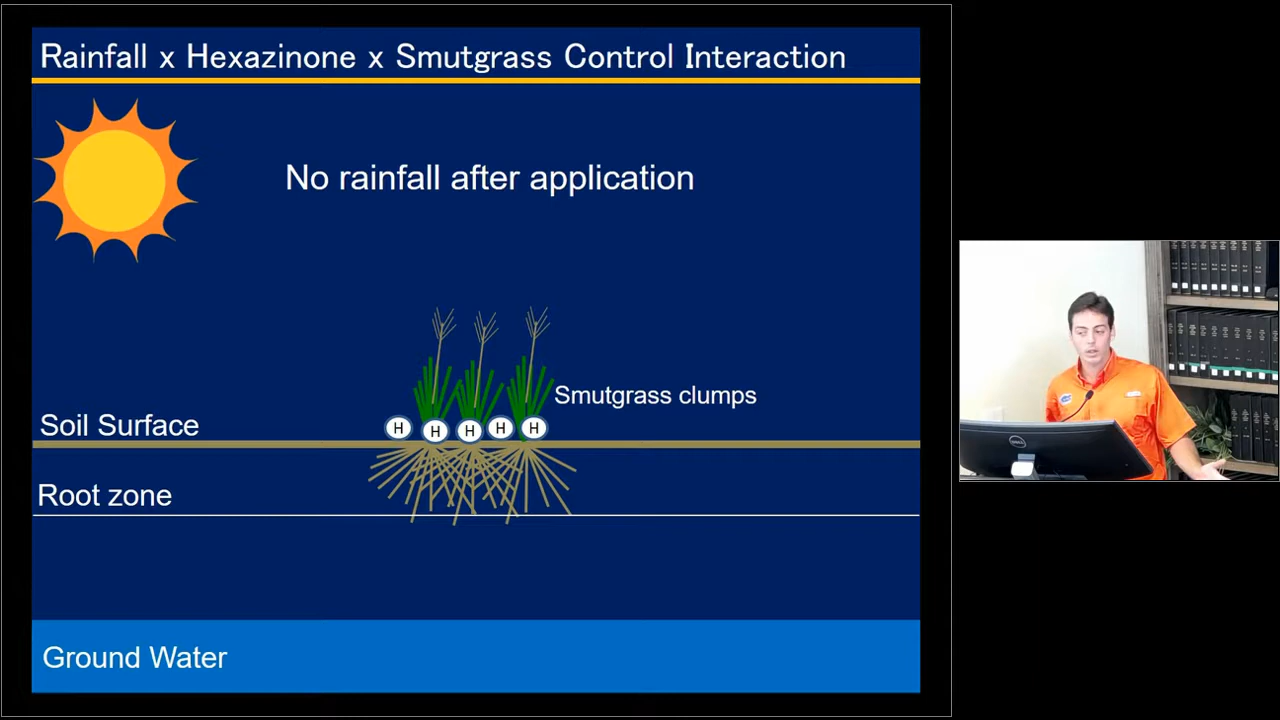 Rainfall x Hexazinone x Smutgrass Control Interaction
No rainfall after application
Smutgrass clumps
Soil Surface
H H H H H
Root zone
Ground Water